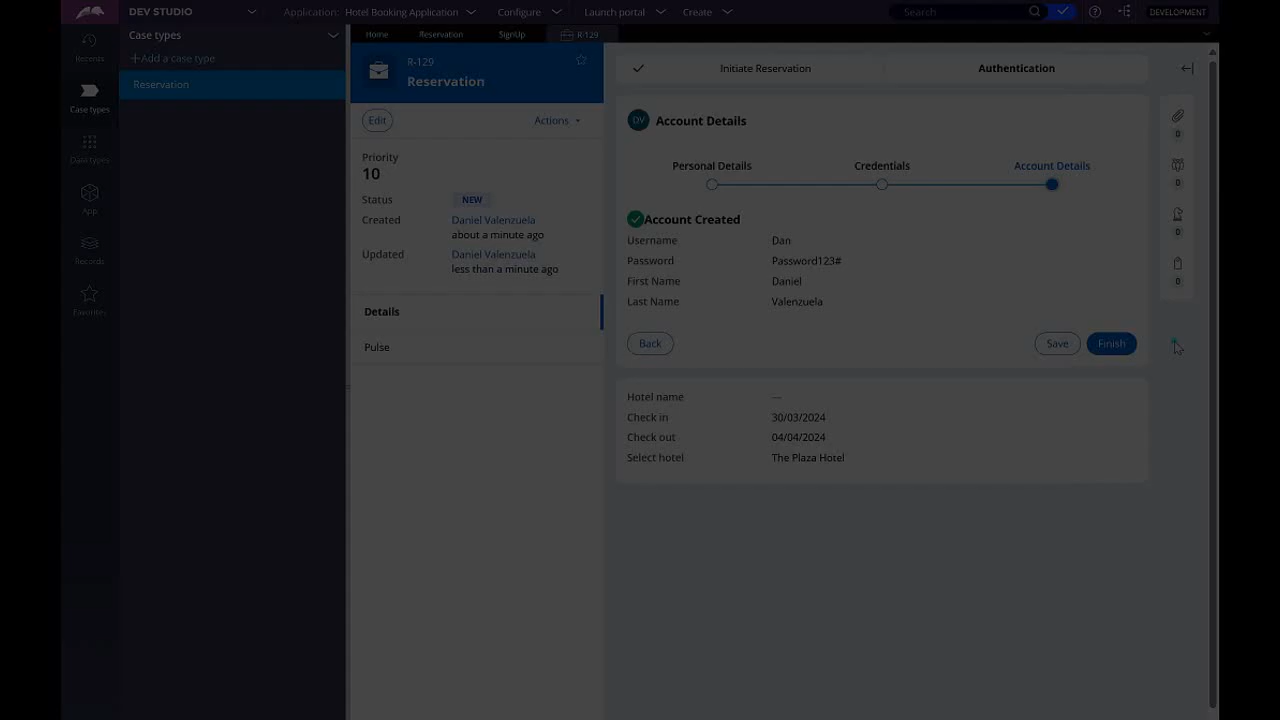 DEV STUDIO
Application: Hotel Booking Application
Configure
Launch portal
Create
Search
DEVELOPMENT
Recents
Case types
Data types
App
Records
Favorites
Case types
+Add a case type
Reservation
Home
Reservation
SignUp
R-129
R-129
Reservation
Edit
Actions
Priority
10
Status NEW
Created Daniel Valenzuela
about a minute ago
Updated Daniel Valenzuela
less than a minute ago
Details
Pulse
Initiate Reservation
Authentication
DV Account Details
Personal Details
Credentials
Account Details
Account Created
Username Dan
Password Password123#
First Name Daniel
Last Name Valenzuela
Back
Save
Finish
Hotel name ---
Check in 30/03/2024
Check out 04/04/2024
Select hotel The Plaza Hotel
0
0
0
0